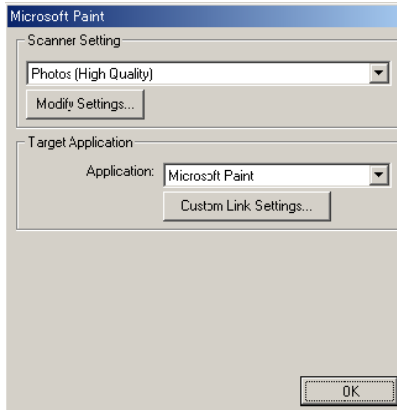 Microsoft Paint
Scanner Setting
Photos (High Quality)
Modify Settings...
Target Application
Application: Microsoft Paint
Custom Link Settings...
OK